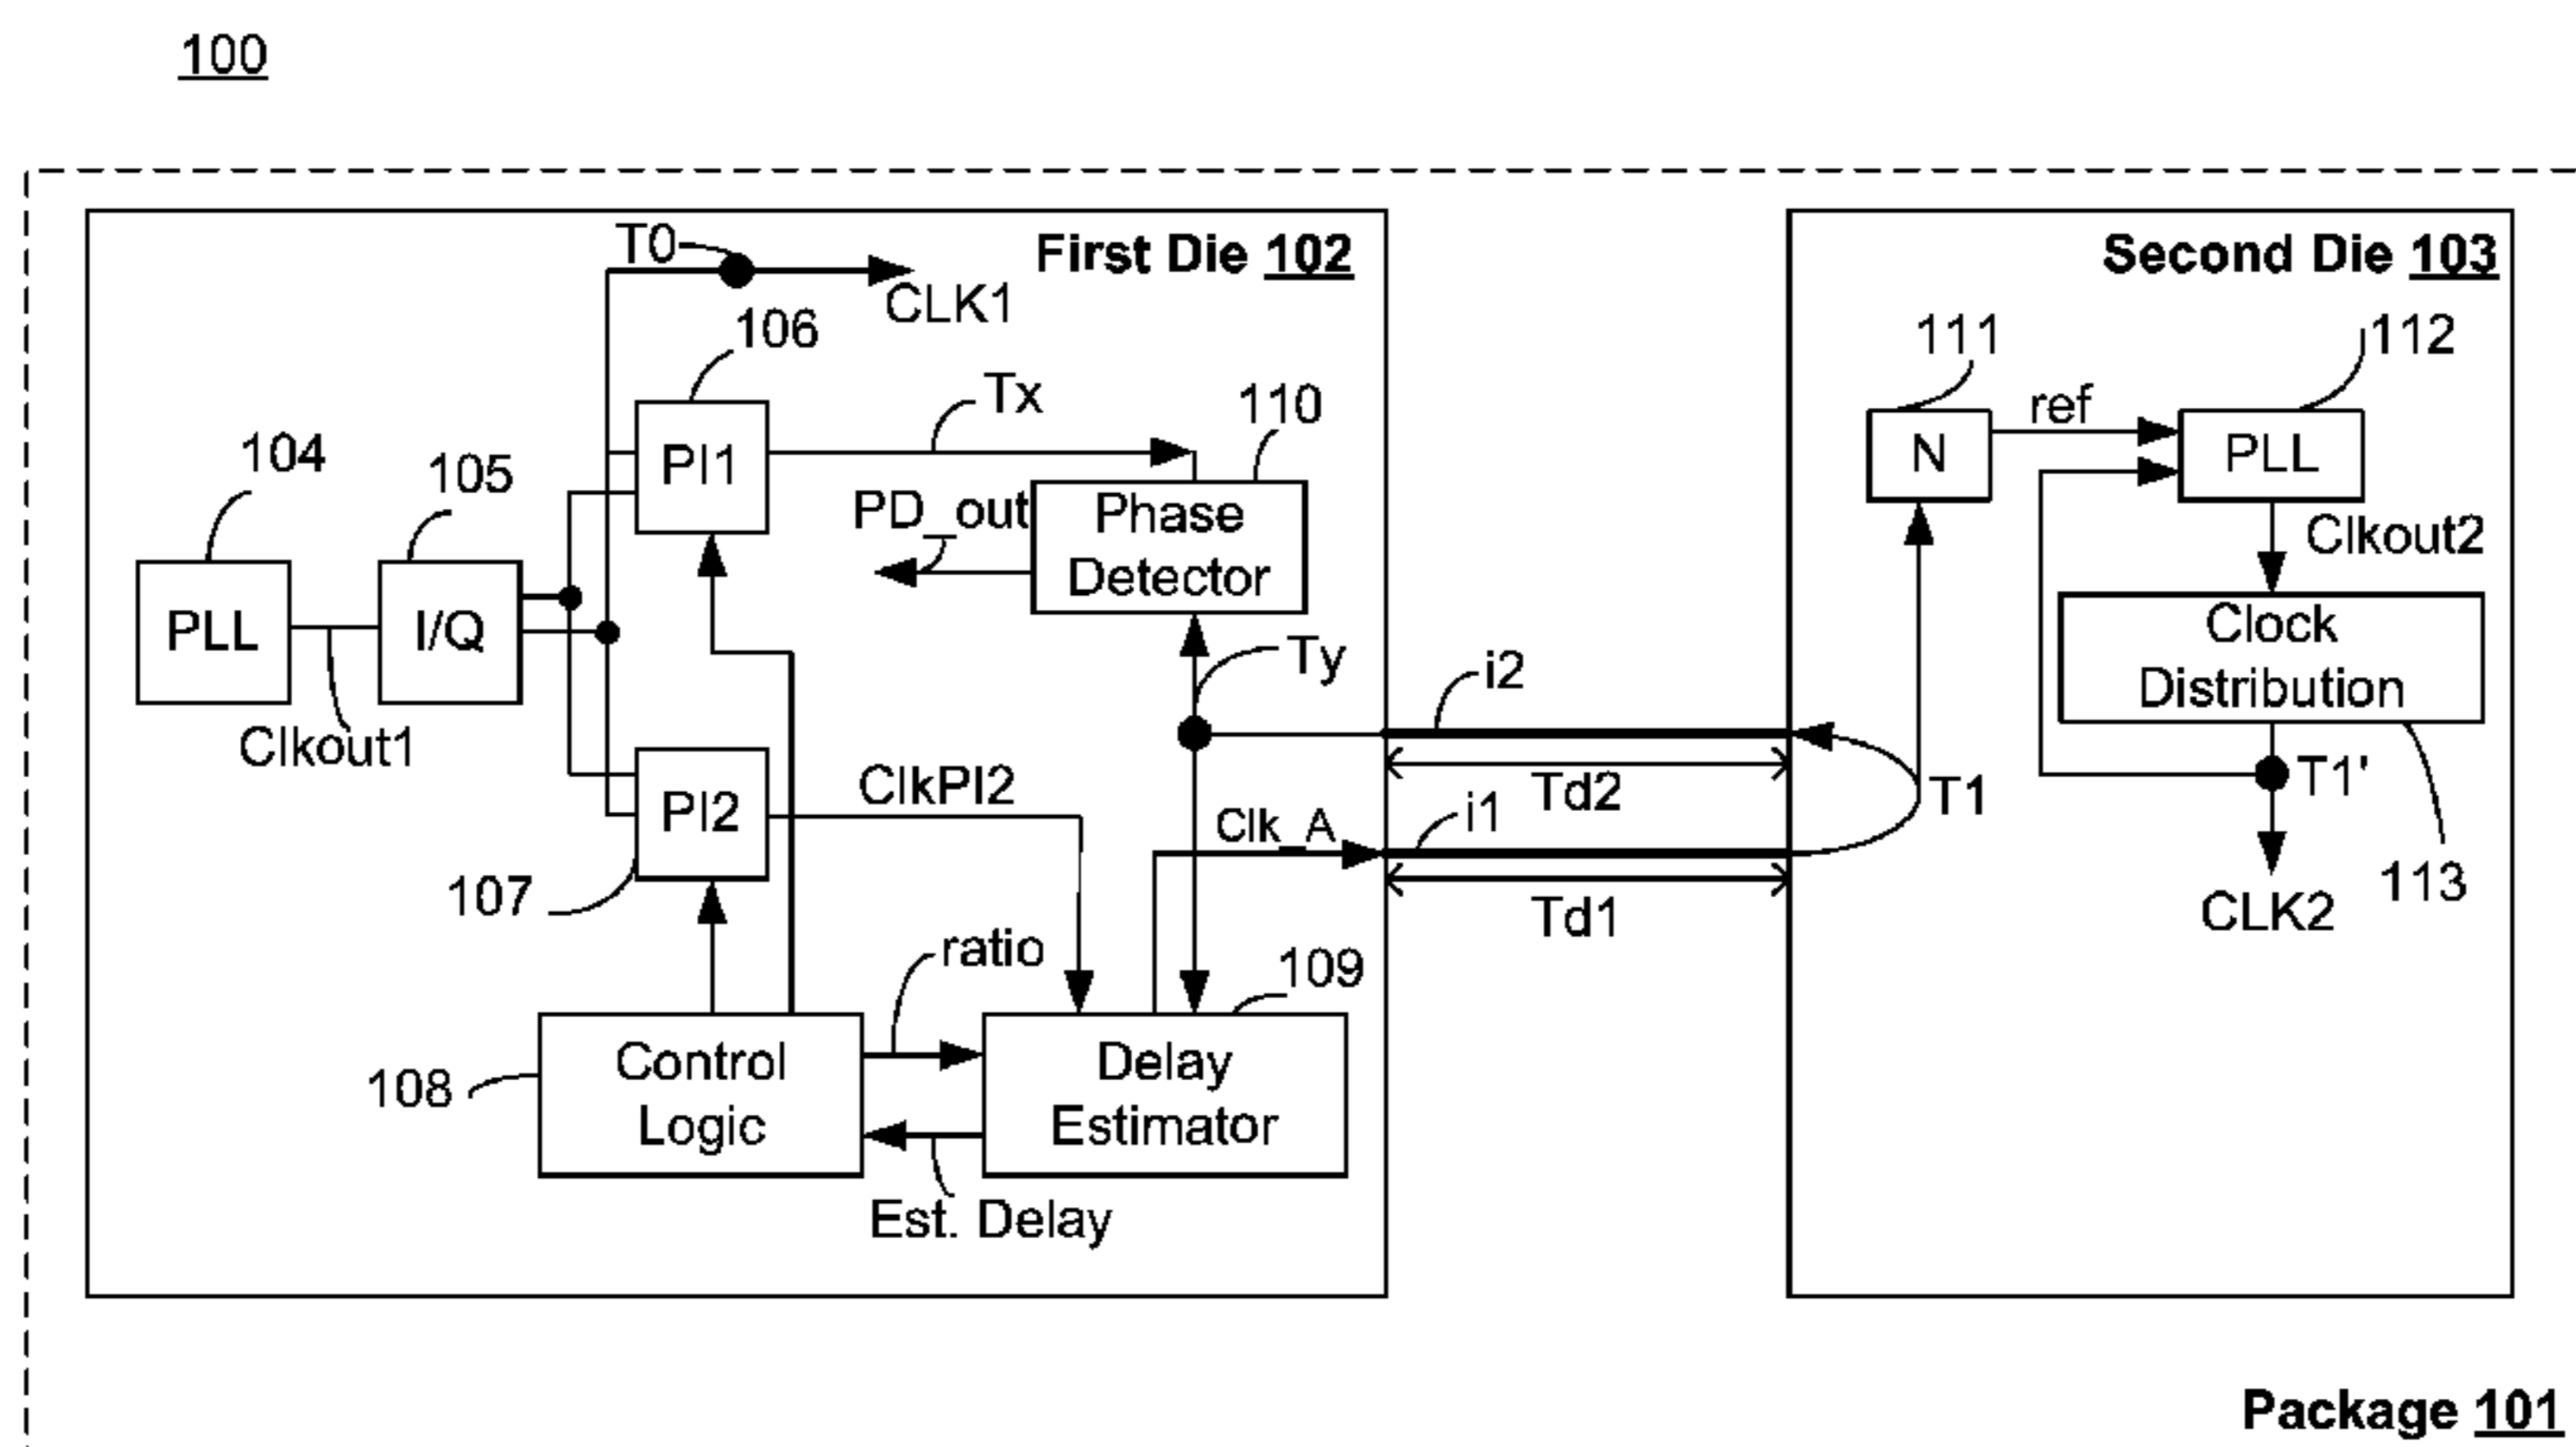 100
First Die 102
Second Die 103
T0
CLK1
106
111
112
Tx
110
ref
104
105
PI1
N
PLL
PD_out
Phase
Detector
Clkout2
PLL
I/Q
Clock
Distribution
Ty
i2
Clkout1
T1'
ClkPI2
Td2
T1
PI2
Clk_A
i1
107
Td1
113
CLK2
ratio
109
108
Control
Logic
Delay
Estimator
Est. Delay
Package 101